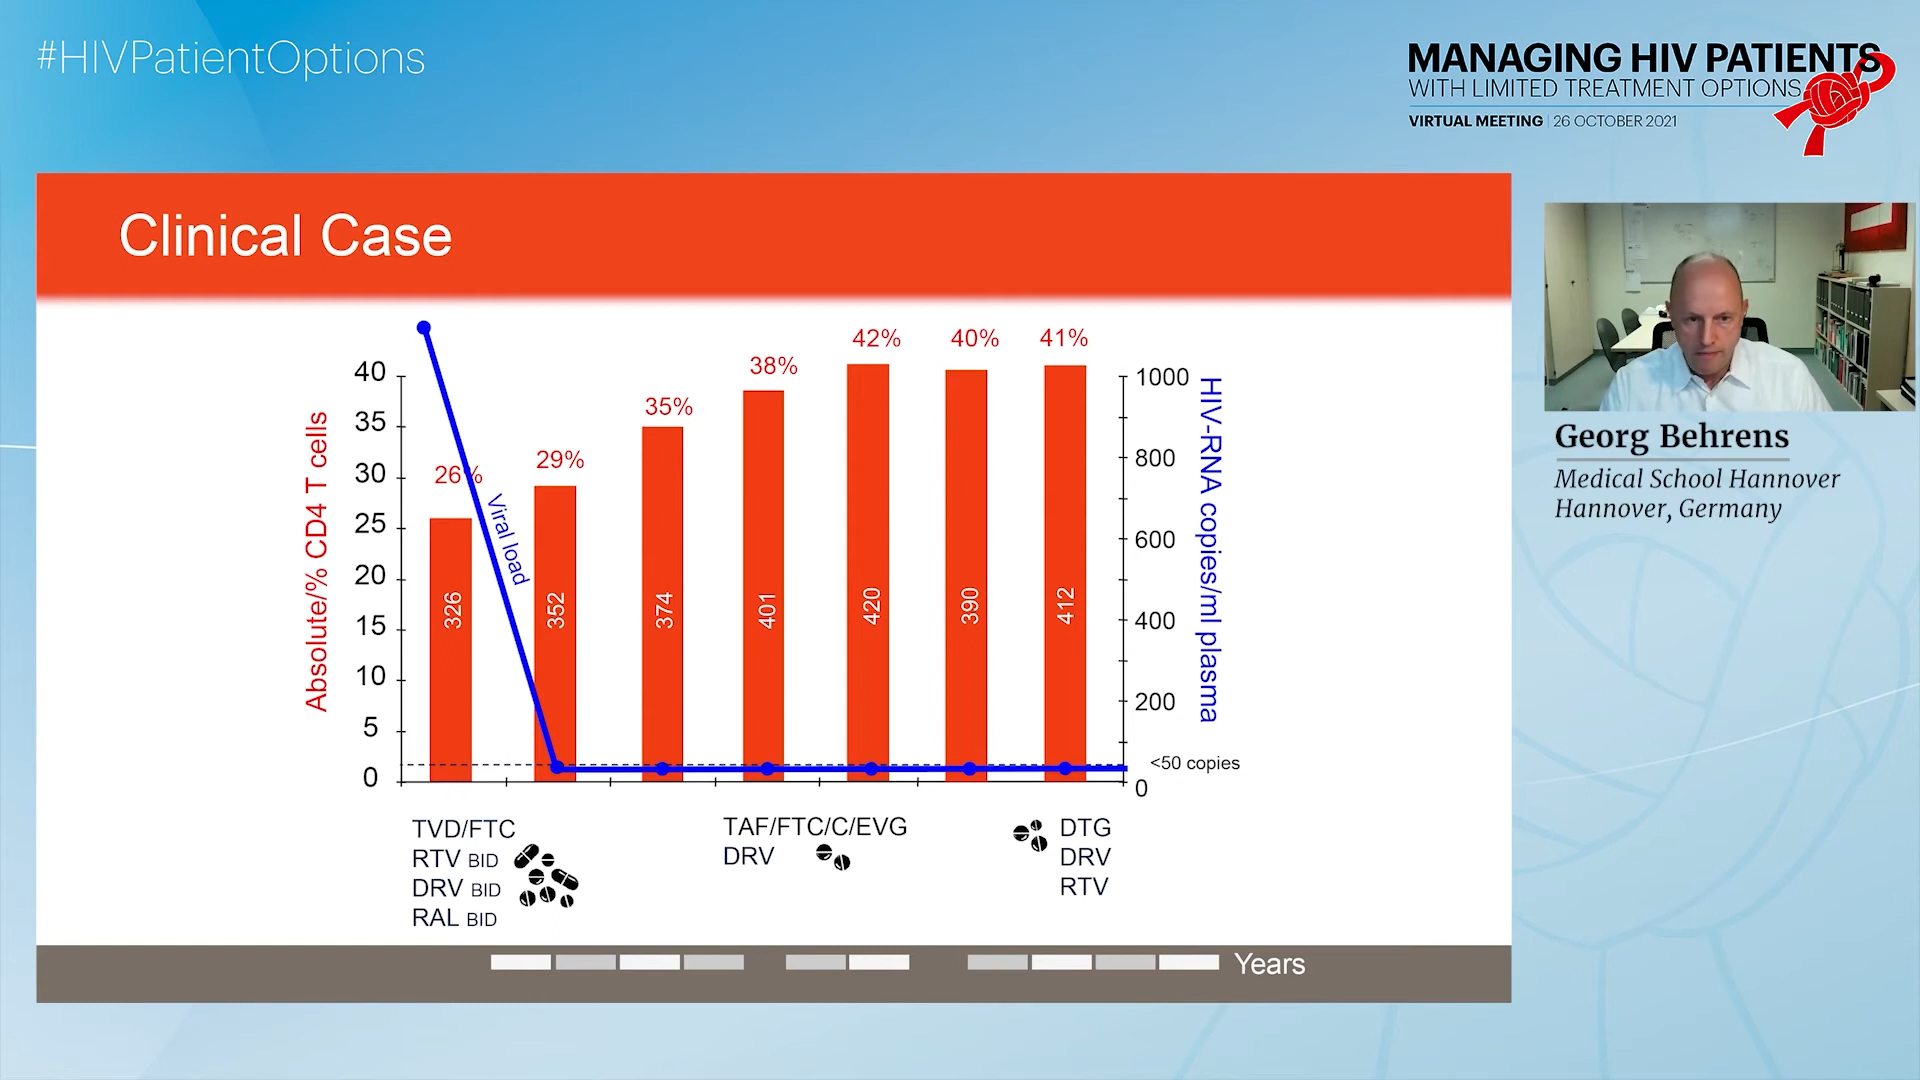 #HIVPatientOptions
MANAGING HIV PATIENTS
WITH LIMITED TREATMENT OPTIONS
VIRTUAL MEETING | 26 OCTOBER 2021
Clinical Case
Absolute/% CD4 T cells
40
35
30
25
20
15
10
5
0
26%
29%
35%
38%
42%
40%
41%
Viral load
326
352
374
401
420
390
412
1000
800
600
400
200
0
<50 copies
HIV-RNA copies/ml plasma
TVD/FTC
RTV BID
DRV BID
RAL BID
TAF/FTC/C/EVG
DRV
DTG
DRV
RTV
Years
Georg Behrens
Medical School Hannover
Hannover, Germany